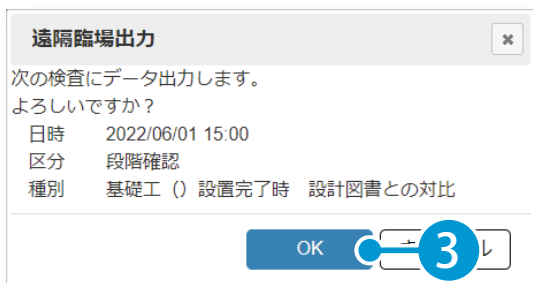 遠隔臨場出力
×
次の検査にデータ出力します。
よろしいですか？
日時 2022/06/01 15:00
区分 段階確認
種別 基礎工（）設置完了時 設計図書との対比
OK
3
ル